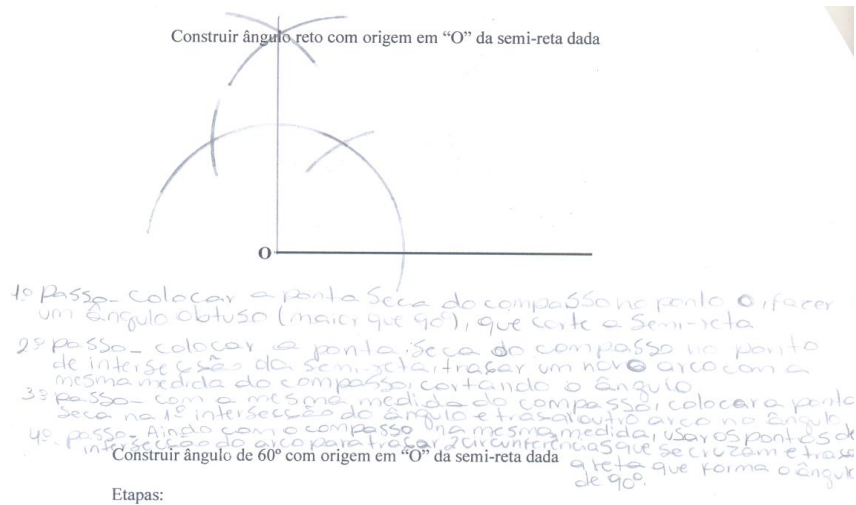 Construir ângulo reto com origem em “O” da semi-reta dada
O
1º Passo - colocar a ponta seca do compasso no ponto O, fazer
um ângulo obtuso (maior que 90º), que corte a semi-reta
2º passo - colocar a ponta seca do compasso no ponto
de intersecção da semi-reta, traçar um novo arco com a
mesma medida do compasso, cortando o ângulo.
3º passo - com a mesma medida do compasso, colocar a ponta
seca na 1ª intersecção do ângulo e trasar outro arco no ângulo
4º passo - Aindo com o compasso na mesma medida, usar os pontos de
intersecção do arco para traçar 2 circunferências que se cruzam e trasa
a reta que forma o ângulo
de 90º.
Construir ângulo de 60º com origem em “O” da semi-reta dada
Etapas: